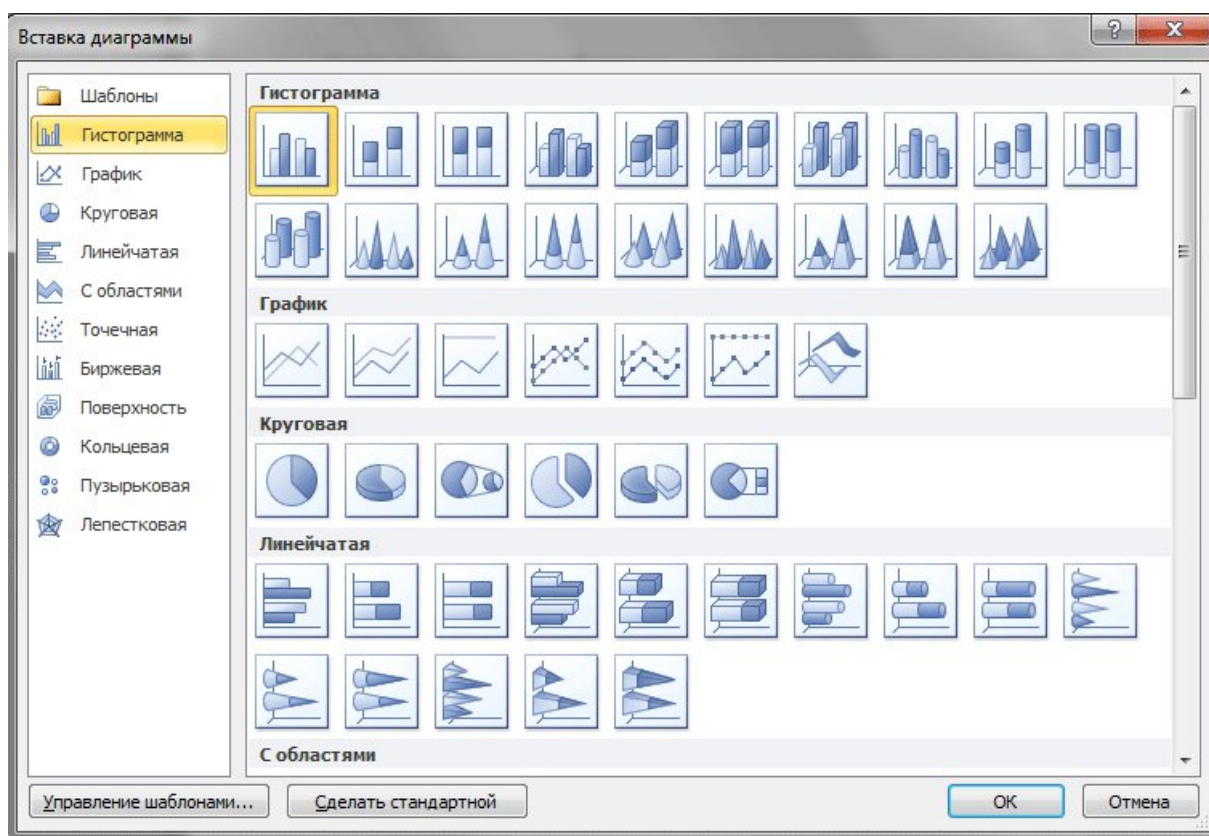 Вставка диаграммы
Шаблоны
Гистограмма
График
Круговая
Линейчатая
С областями
Точечная
Биржевая
Поверхность
Кольцевая
Пузырьковая
Лепестковая
Гистограмма
График
Круговая
Линейчатая
С областями
Управление шаблонами...
Сделать стандартной
ОК
Отмена